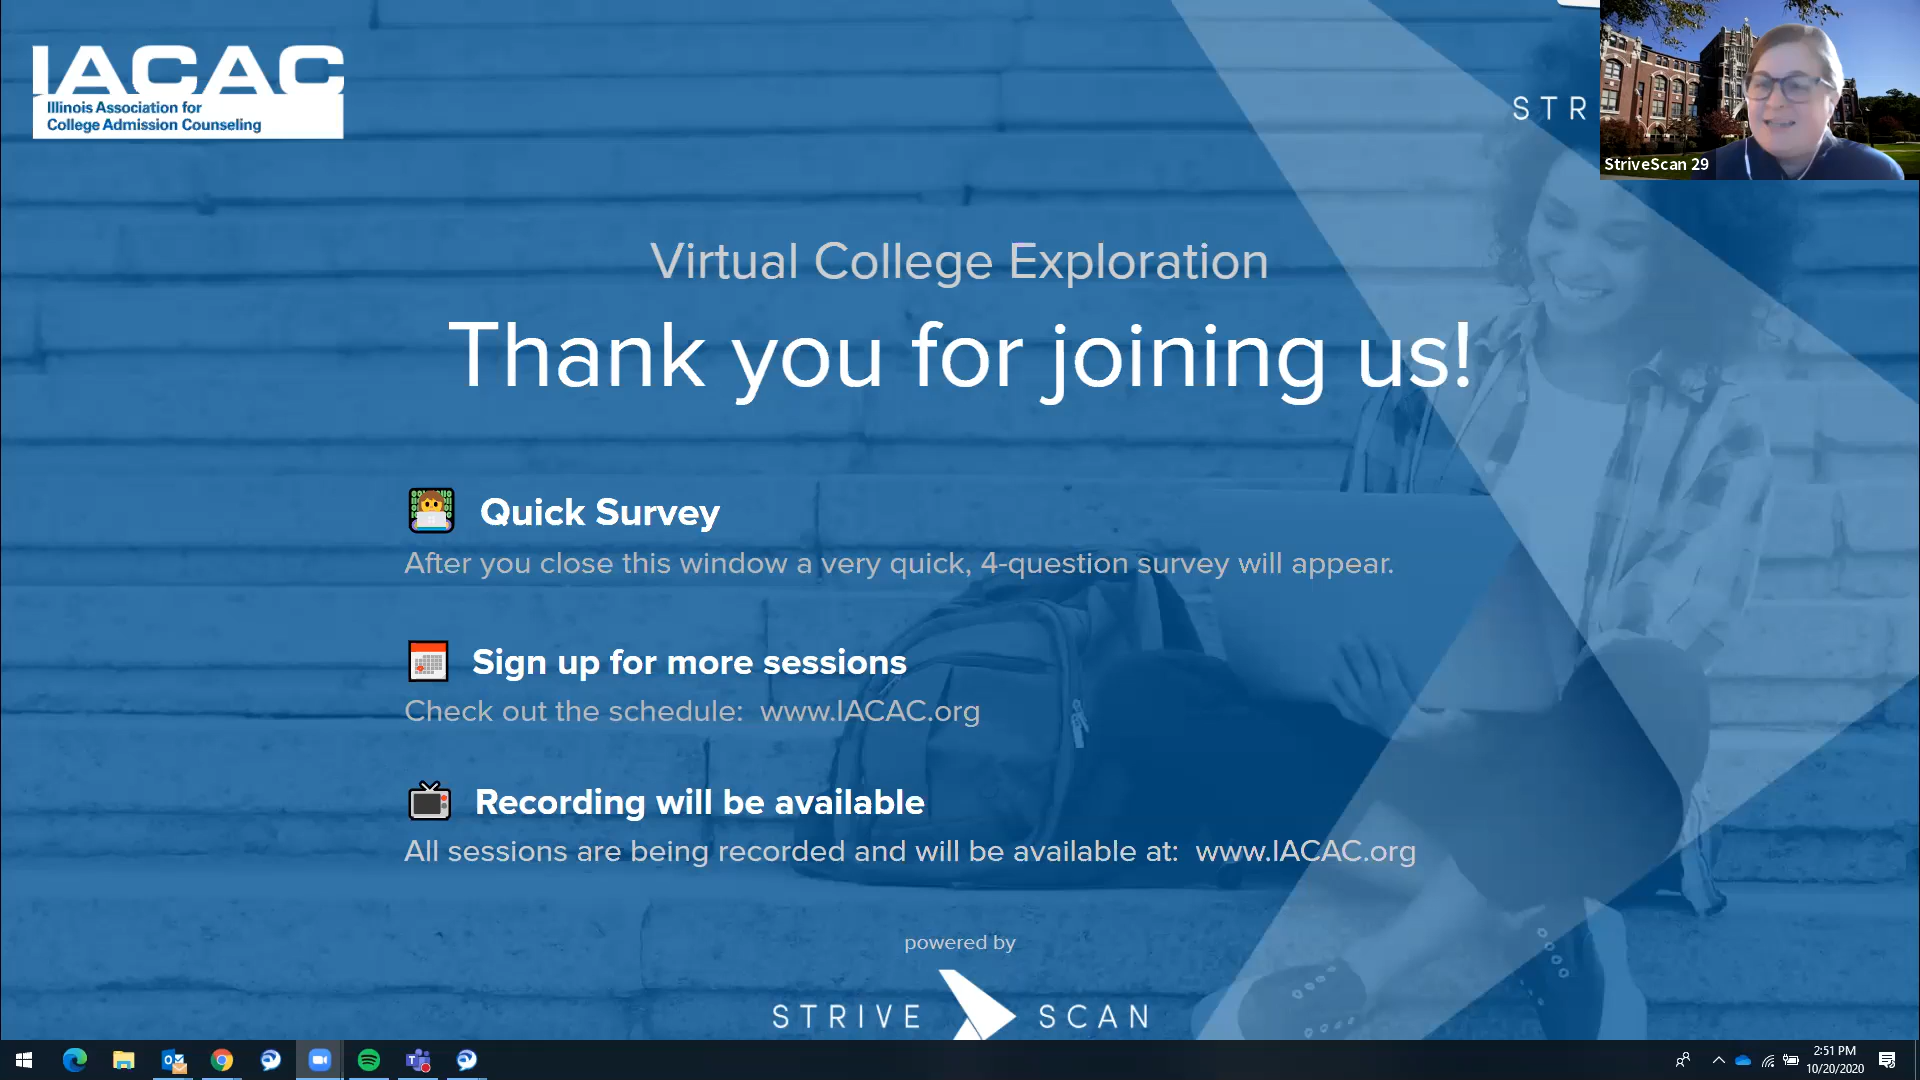 IACAC
Illinois Association for
College Admission Counseling
STR
StriveScan 29
Virtual College Exploration
Thank you for joining us!
Quick Survey
After you close this window a very quick, 4-question survey will appear.
Sign up for more sessions
Check out the schedule: www.IACAC.org
Recording will be available
All sessions are being recorded and will be available at: www.IACAC.org
powered by
STRIVE SCAN
2:51 PM
10/20/2020